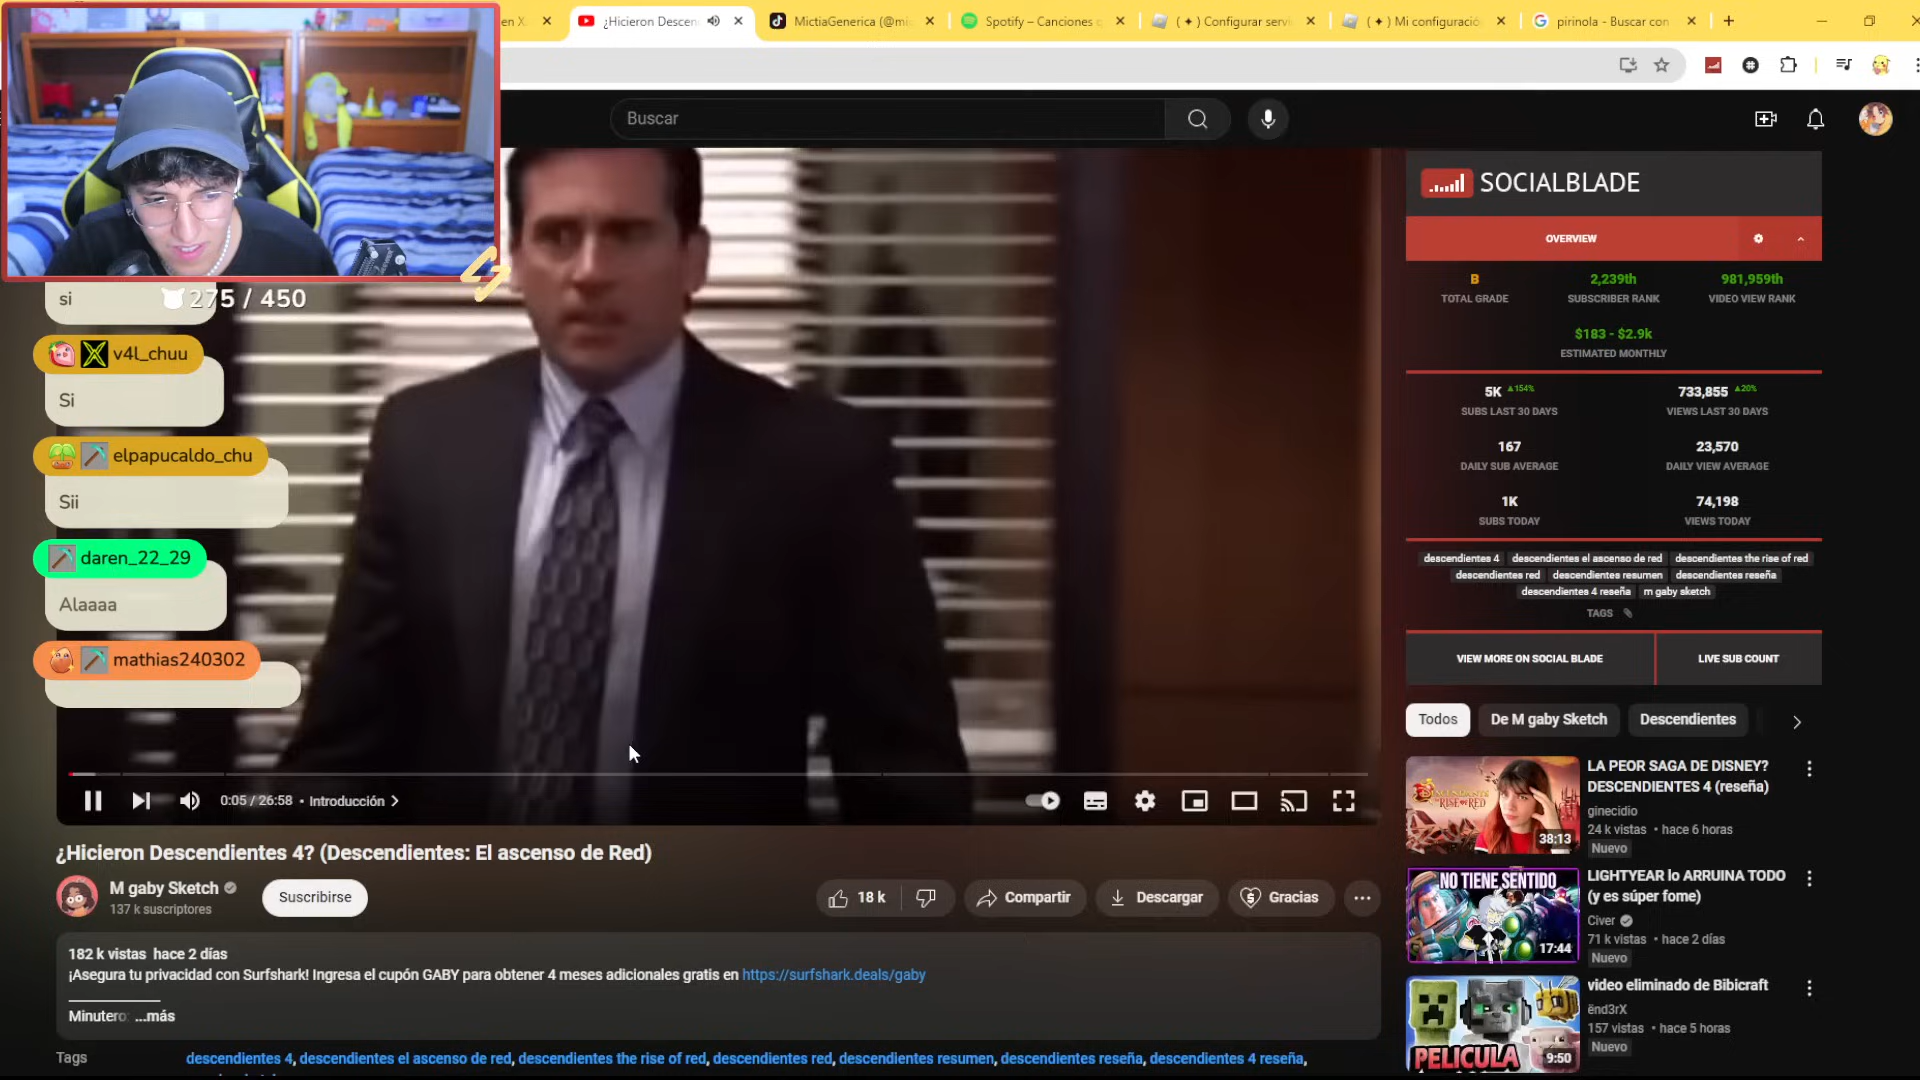 en X
¿Hicieron Descen
MictiaGenerica (@mi
Spotify – Canciones
( ✦ ) Configurar servi
( ✦ ) Mi configuració
pirinola - Buscar con
Buscar
si
275 / 450
v4l_chuu
Si
elpapucaldo_chu
Sii
daren_22_29
Alaaaa
mathias240302
0:05 / 26:58 • Introducción
¿Hicieron Descendientes 4? (Descendientes: El ascenso de Red)
M gaby Sketch
137 k suscriptores
Suscribirse
18 k
Compartir
Descargar
Gracias
182 k vistas hace 2 días
¡Asegura tu privacidad con Surfshark! Ingresa el cupón GABY para obtener 4 meses adicionales gratis en https://surfshark.deals/gaby
Minutero: ...más
Tags
descendientes 4, descendientes el ascenso de red, descendientes the rise of red, descendientes red, descendientes resumen, descendientes reseña, descendientes 4 reseña,
SOCIALBLADE
OVERVIEW
B
TOTAL GRADE
2,239th
SUBSCRIBER RANK
981,959th
VIDEO VIEW RANK
$183 - $2.9k
ESTIMATED MONTHLY
5K ▲154%
SUBS LAST 30 DAYS
733,855 ▲20%
VIEWS LAST 30 DAYS
167
DAILY SUB AVERAGE
23,570
DAILY VIEW AVERAGE
1K
SUBS TODAY
74,198
VIEWS TODAY
descendientes 4 descendientes el ascenso de red descendientes the rise of red
descendientes red descendientes resumen descendientes reseña
descendientes 4 reseña m gaby sketch
TAGS
VIEW MORE ON SOCIAL BLADE
LIVE SUB COUNT
Todos
De M gaby Sketch
Descendientes
LA PEOR SAGA DE DISNEY?
DESCENDIENTES 4 (reseña)
ginecidio
24 k vistas • hace 6 horas
Nuevo
38:13
LIGHTYEAR lo ARRUINA TODO
(y es súper fome)
Civer
71 k vistas • hace 2 días
Nuevo
NO TIENE SENTIDO
17:44
video eliminado de Bibicraft
ënd3rX
157 vistas • hace 5 horas
Nuevo
PELICULA
9:50